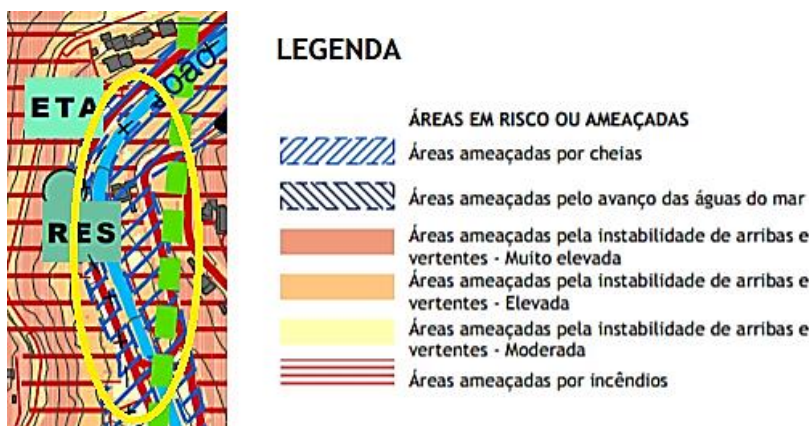 ETA
RES
LEGENDA
ÁREAS EM RISCO OU AMEAÇADAS
Áreas ameaçadas por cheias
Áreas ameaçadas pelo avanço das águas do mar
Áreas ameaçadas pela instabilidade de arribas e
vertentes - Muito elevada
Áreas ameaçadas pela instabilidade de arribas e
vertentes - Elevada
Áreas ameaçadas pela instabilidade de arribas e
vertentes - Moderada
Áreas ameaçadas por incêndios